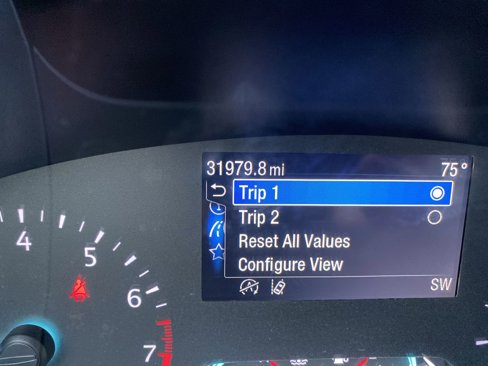 31979.8 mi 75°
Trip 1
Trip 2
Reset All Values
Configure View
SW
4
5
6
7